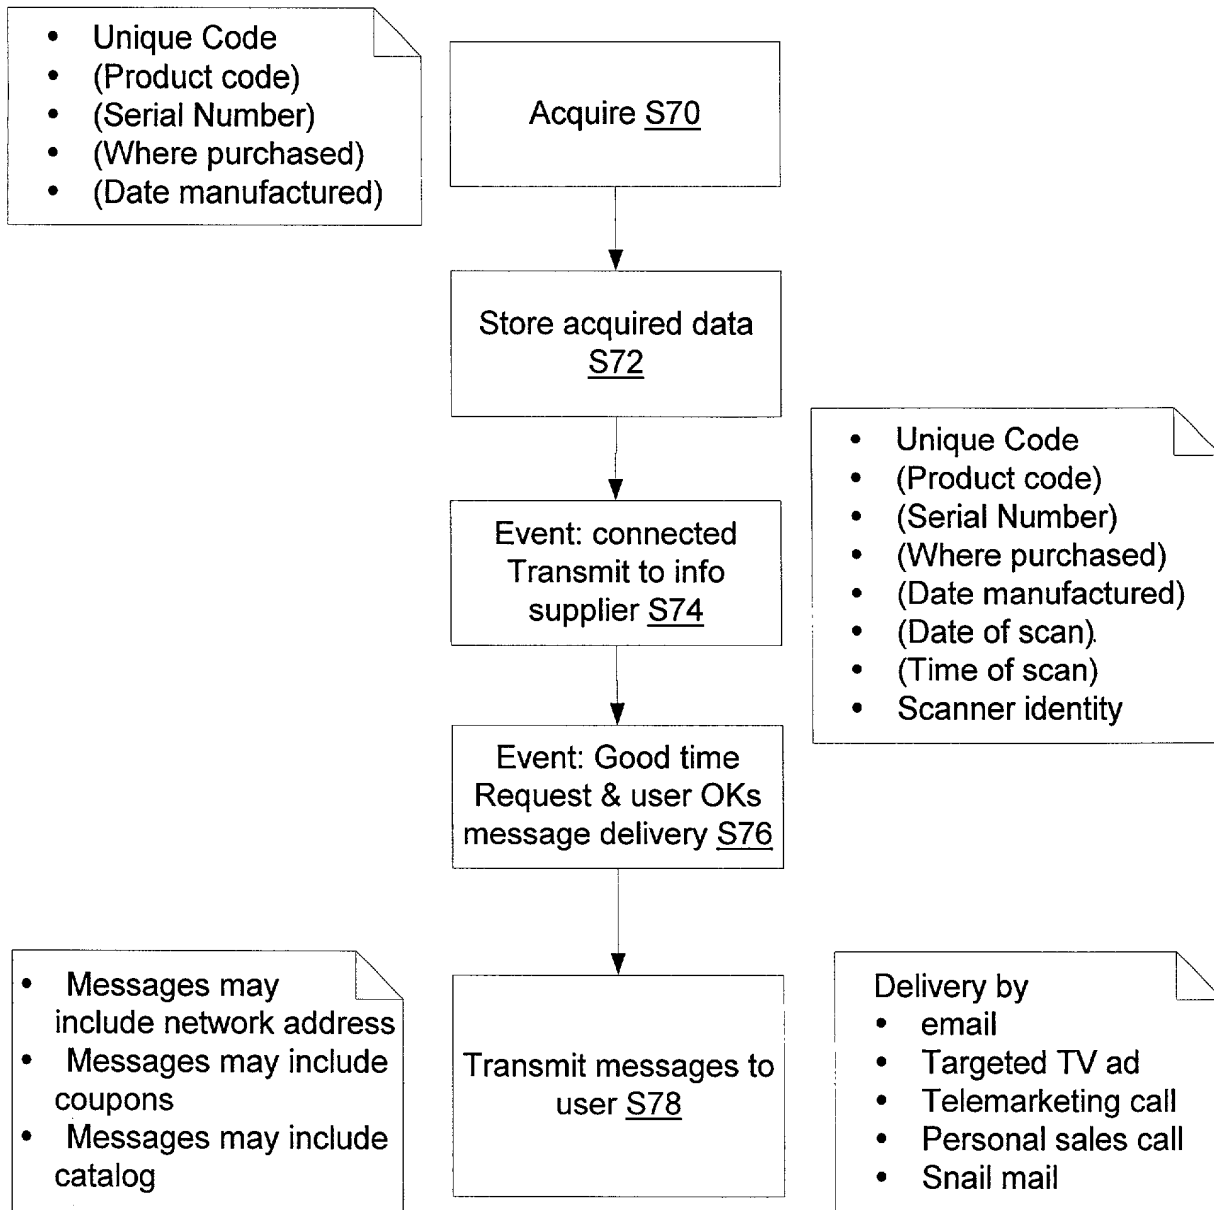 • Unique Code
• (Product code)
• (Serial Number)
• (Where purchased)
• (Date manufactured)
Acquire S70
Store acquired data
S72
Event: connected
Transmit to info
supplier S74
• Unique Code
• (Product code)
• (Serial Number)
• (Where purchased)
• (Date manufactured)
• (Date of scan)
• (Time of scan)
• Scanner identity
Event: Good time
Request & user OKs
message delivery S76
• Messages may
include network address
• Messages may include
coupons
• Messages may include
catalog
Transmit messages to
user S78
Delivery by
• email
• Targeted TV ad
• Telemarketing call
• Personal sales call
• Snail mail